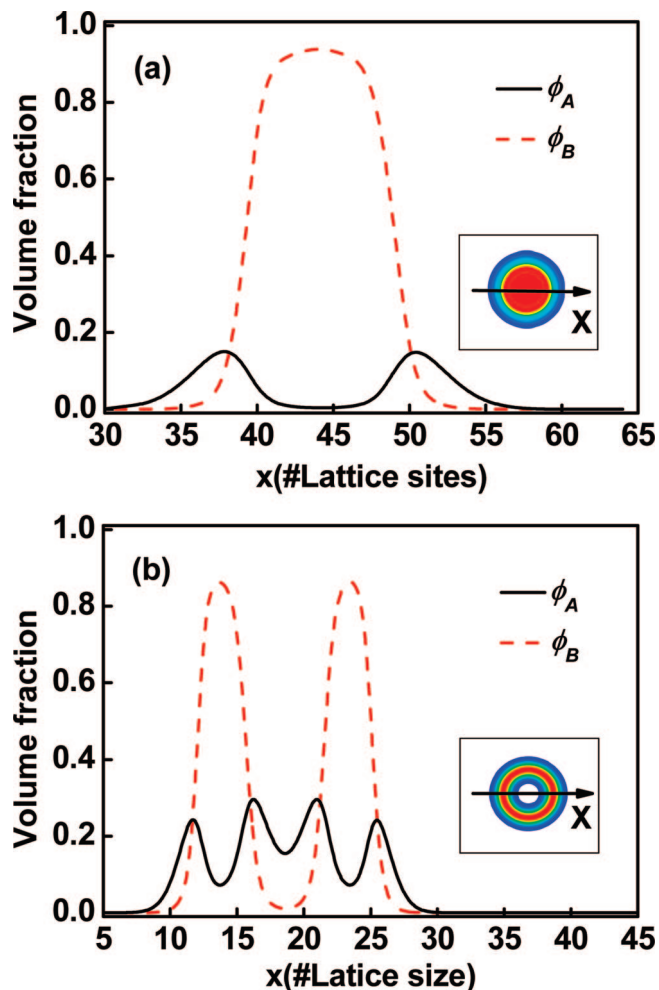 1.0
(a)
ϕA
0.8
ϕB
0.6
Volume fraction
0.4
0.2
X
0.0
30 35 40 45 50 55 60 65
x(#Lattice sites)
1.0
(b)
ϕA
0.8
ϕB
0.6
Volume fraction
0.4
0.2
X
0.0
5 10 15 20 25 30 35 40 45
x(#Latice size)